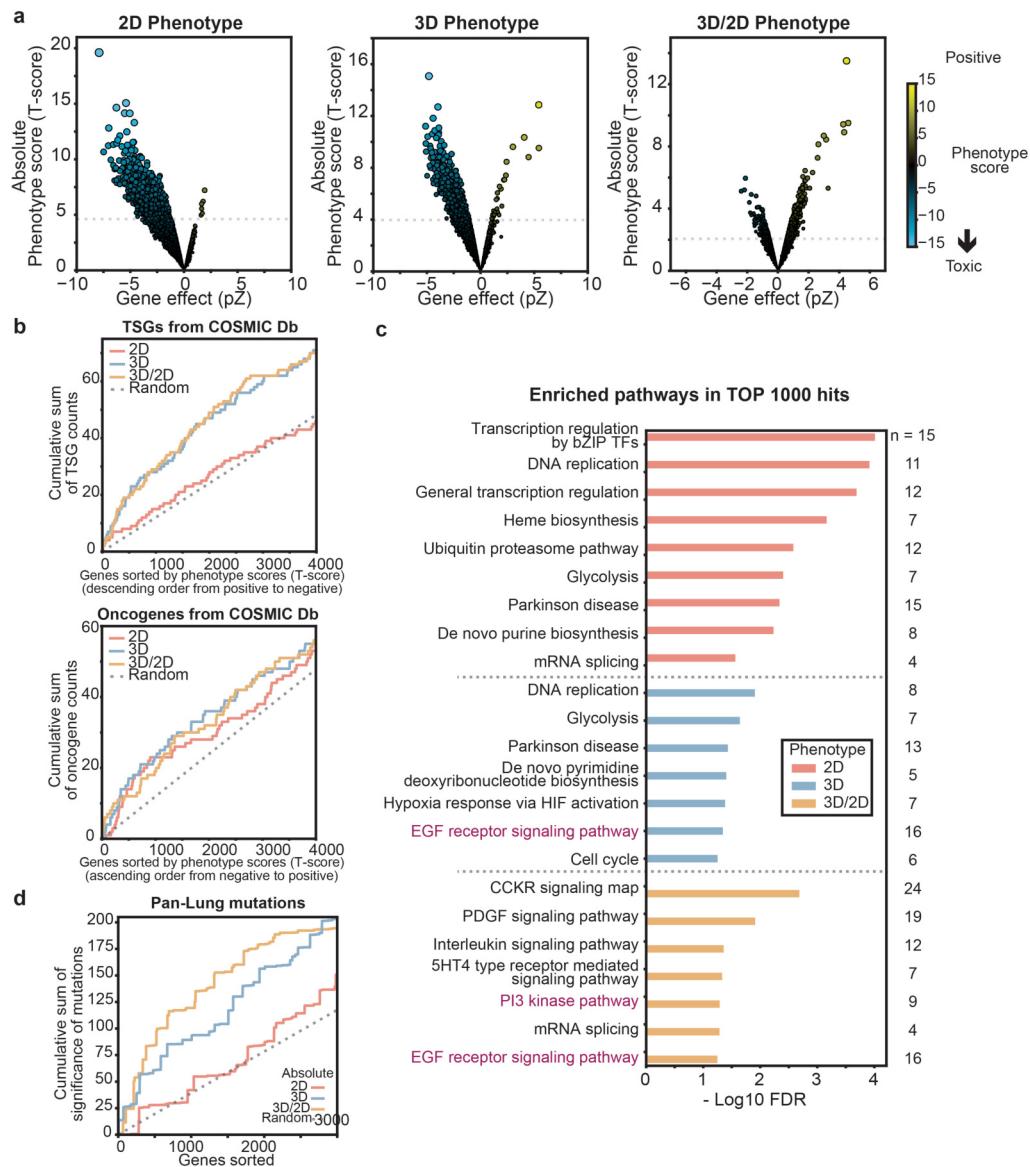 a
2D Phenotype
3D Phenotype
3D/2D Phenotype
Absolute
Phenotype score (T-score)
20
15
10
5
0
−10
−5
0
5
10
Gene effect (pZ)
Absolute
Phenotype score (T-score)
16
12
8
4
0
−10
−5
0
5
10
Gene effect (pZ)
Absolute
Phenotype score (T-score)
12
8
4
0
−6
−4
−2
0
2
4
6
Gene effect (pZ)
Positive
15
10
5
0
−5
−10
−15
Phenotype
score
Toxic
b
TSGs from COSMIC Db
2D
3D
3D/2D
Random
Cumulative sum
of TSG counts
60
40
20
0
0
1000
2000
3000
4000
Genes sorted by phenotype scores (T-score)
(descending order from positive to negative)
Oncogenes from COSMIC Db
2D
3D
3D/2D
Random
Cumulative sum
of oncogene counts
60
40
20
0
0
1000
2000
3000
4000
Genes sorted by phenotype scores (T-score)
(ascending order from negative to positive)
c
Enriched pathways in TOP 1000 hits
Transcription regulation
by bZIP TFs
n = 15
DNA replication
11
General transcription regulation
12
Heme biosynthesis
7
Ubiquitin proteasome pathway
12
Glycolysis
7
Parkinson disease
15
De novo purine biosynthesis
8
mRNA splicing
4
DNA replication
8
Glycolysis
7
Parkinson disease
13
De novo pyrimidine
deoxyribonucleotide biosynthesis
5
Hypoxia response via HIF activation
7
EGF receptor signaling pathway
16
Cell cycle
6
CCKR signaling map
24
PDGF signaling pathway
19
Interleukin signaling pathway
12
5HT4 type receptor mediated
signaling pathway
7
PI3 kinase pathway
9
mRNA splicing
4
EGF receptor signaling pathway
16
Phenotype
2D
3D
3D/2D
0
1
2
3
4
- Log10 FDR
d
Pan-Lung mutations
Cumulative sum of
significance of mutations
200
175
150
125
100
75
50
25
0
0
1000
2000
3000
Genes sorted
Absolute
2D
3D
3D/2D
Random